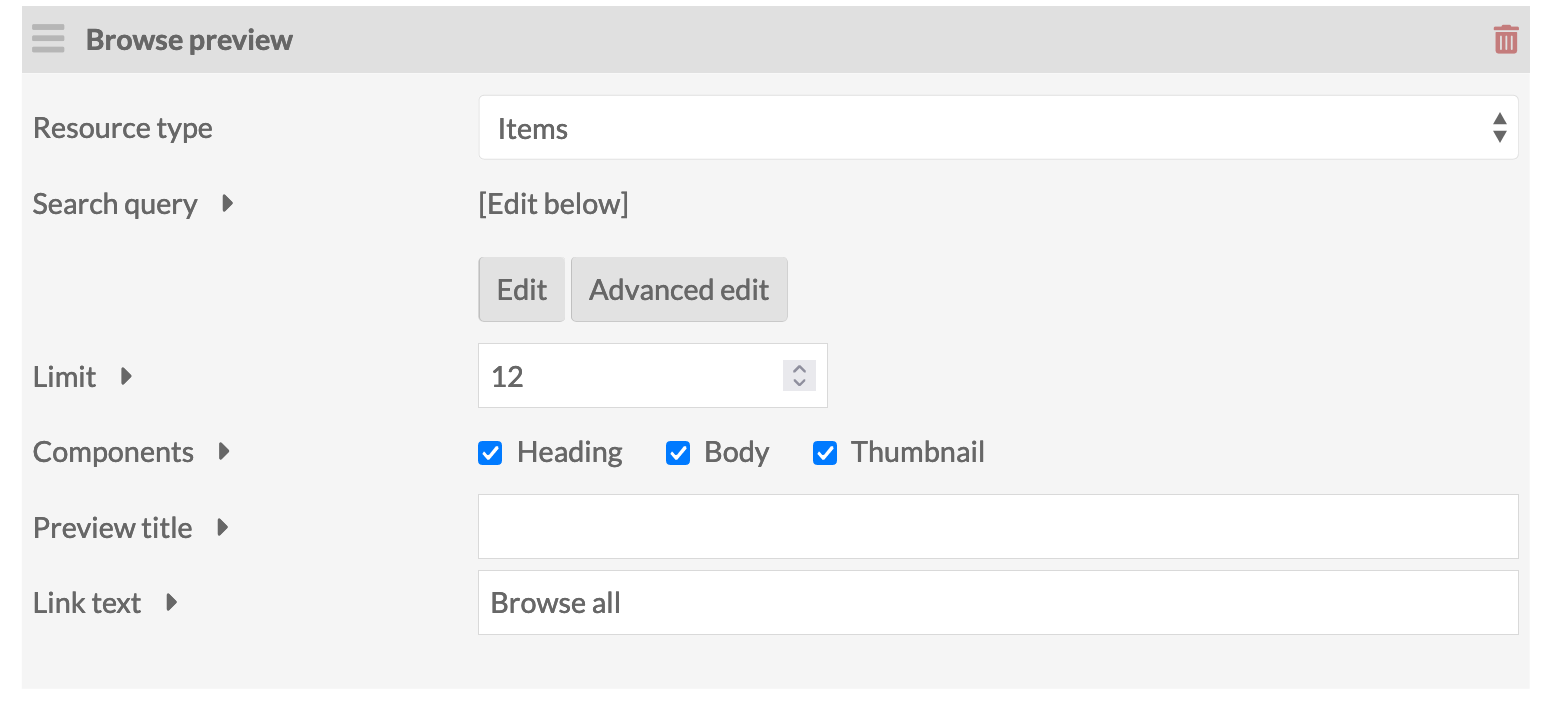 Browse preview
Resource type Items
Search query [Edit below]
Edit Advanced edit
Limit 12
Components Heading Body Thumbnail
Preview title
Link text Browse all